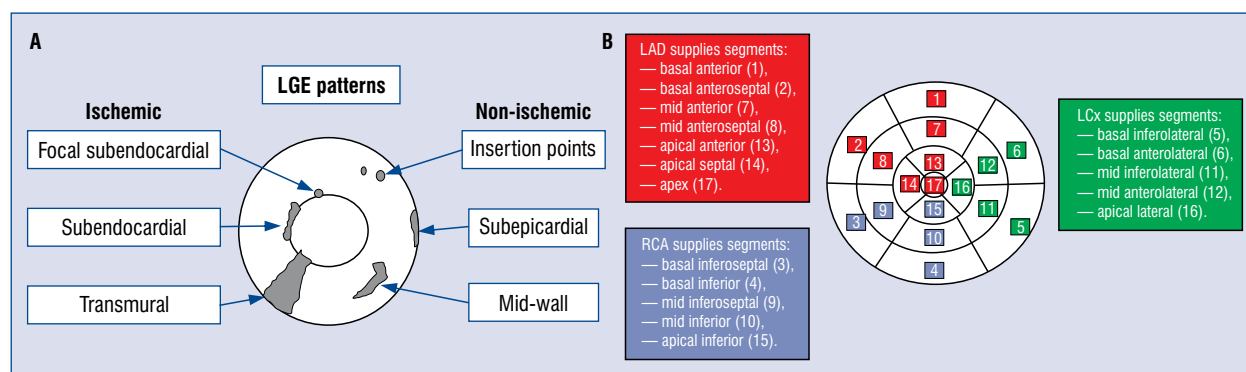 A
LGE patterns
Ischemic
Non-ischemic
Focal subendocardial
Insertion points
Subendocardial
Subepicardial
Transmural
Mid-wall
B
LAD supplies segments:
— basal anterior (1),
— basal anteroseptal (2),
— mid anterior (7),
— mid anteroseptal (8),
— apical anterior (13),
— apical septal (14),
— apex (17).
RCA supplies segments:
— basal inferoseptal (3),
— basal inferior (4),
— mid inferoseptal (9),
— mid inferior (10),
— apical inferior (15).
1
7
2
8
13
12
6
14
17
16
3
9
15
11
5
10
4
LCx supplies segments:
— basal inferolateral (5),
— basal anterolateral (6),
— mid inferolateral (11),
— mid anterolateral (12),
— apical lateral (16).